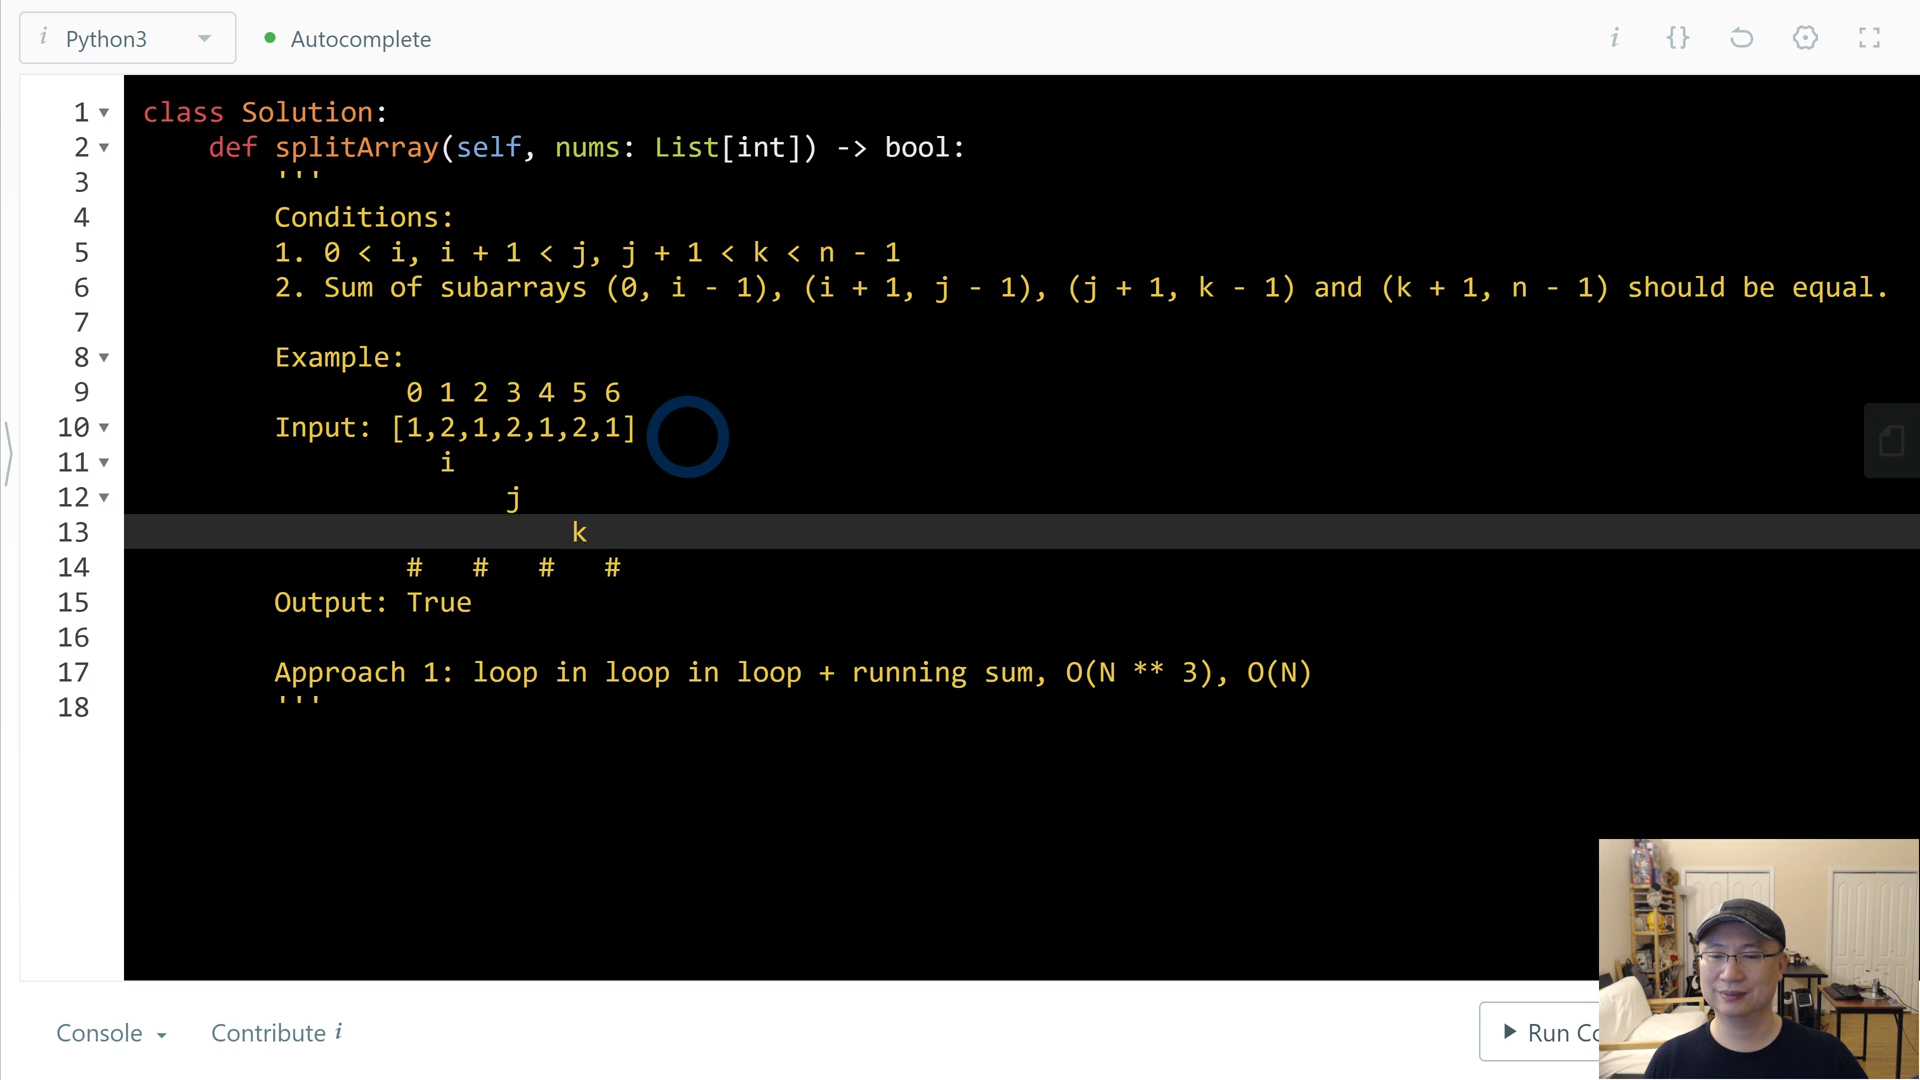 i Python3
Autocomplete
i {}
1 class Solution:
2 def splitArray(self, nums: List[int]) -> bool:
3 '''
4 Conditions:
5 1. 0 < i, i + 1 < j, j + 1 < k < n - 1
6 2. Sum of subarrays (0, i - 1), (i + 1, j - 1), (j + 1, k - 1) and (k + 1, n - 1) should be equal.
7
8 Example:
9 0 1 2 3 4 5 6
10 Input: [1,2,1,2,1,2,1]
11 i
12 j
13 k
14 # # # #
15 Output: True
16
17 Approach 1: loop in loop in loop + running sum, O(N ** 3), O(N)
18 '''
Console
Contribute i
Run Co